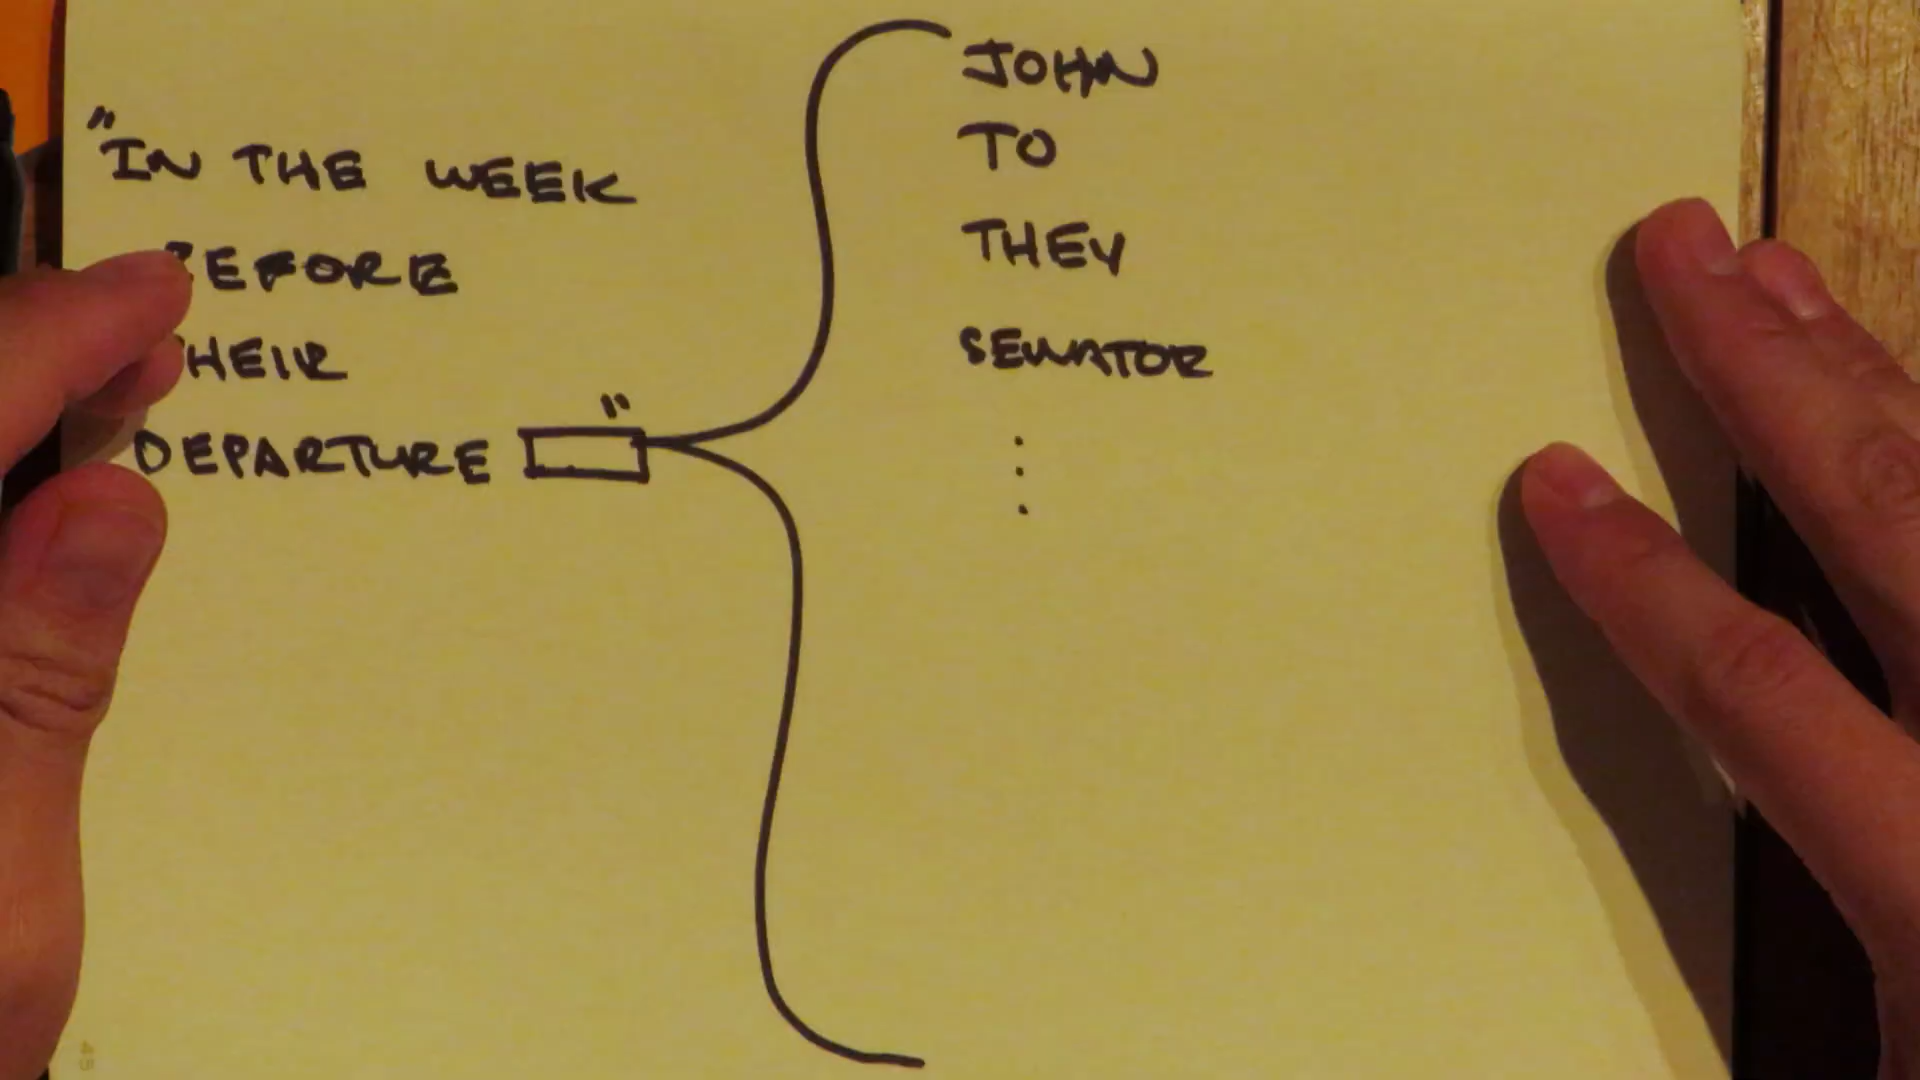 "IN THE WEEK
BEFORE
THEIR
DEPARTURE "
JOHN
TO
THEY
SENATOR